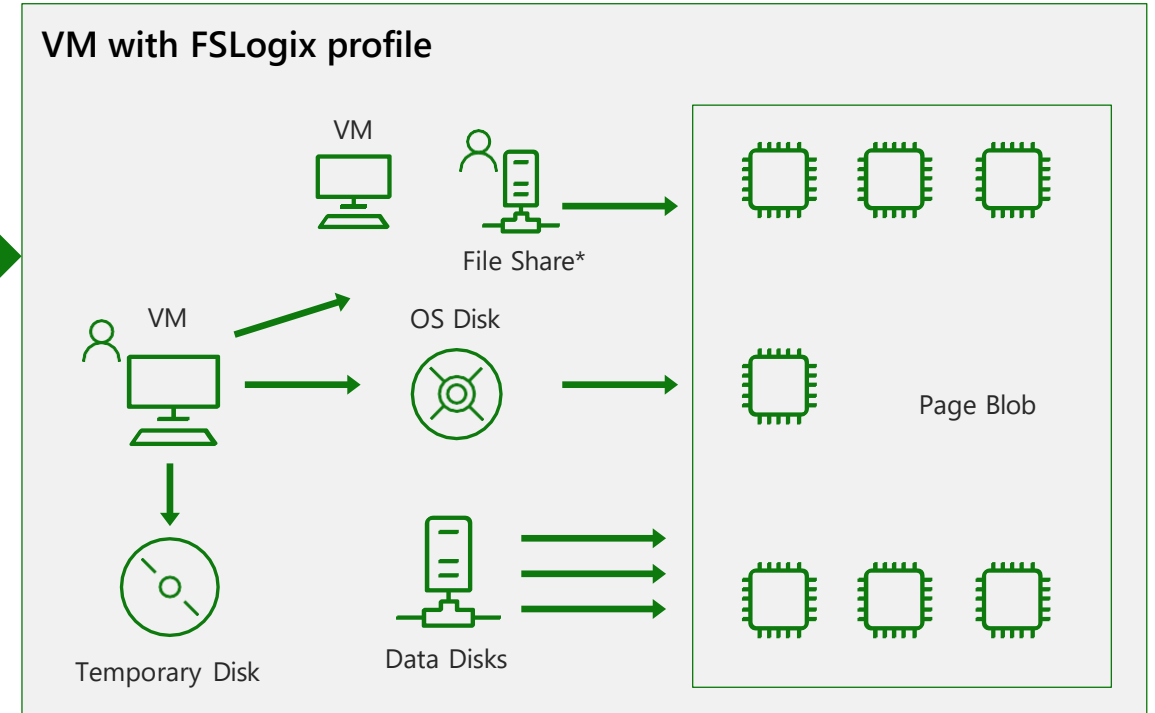 VM with FSLogix profile
VM
File Share*
VM
OS Disk
Page Blob
Data Disks
Temporary Disk